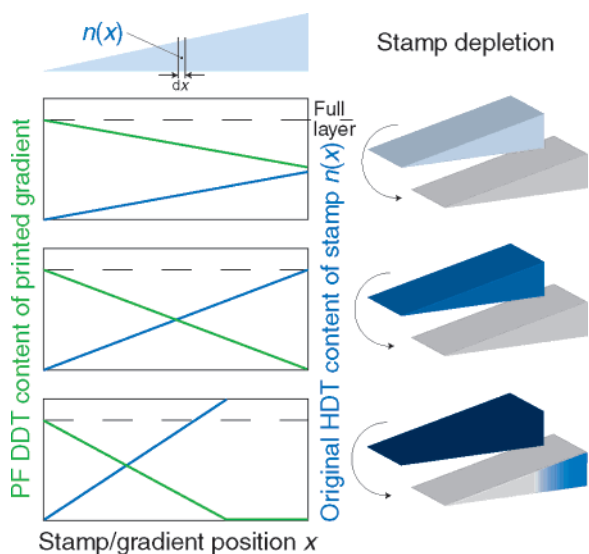 n(x)
dx
Stamp depletion
Full
layer
PF DDT content of printed gradient
Original HDT content of stamp n(x)
Stamp/gradient position x